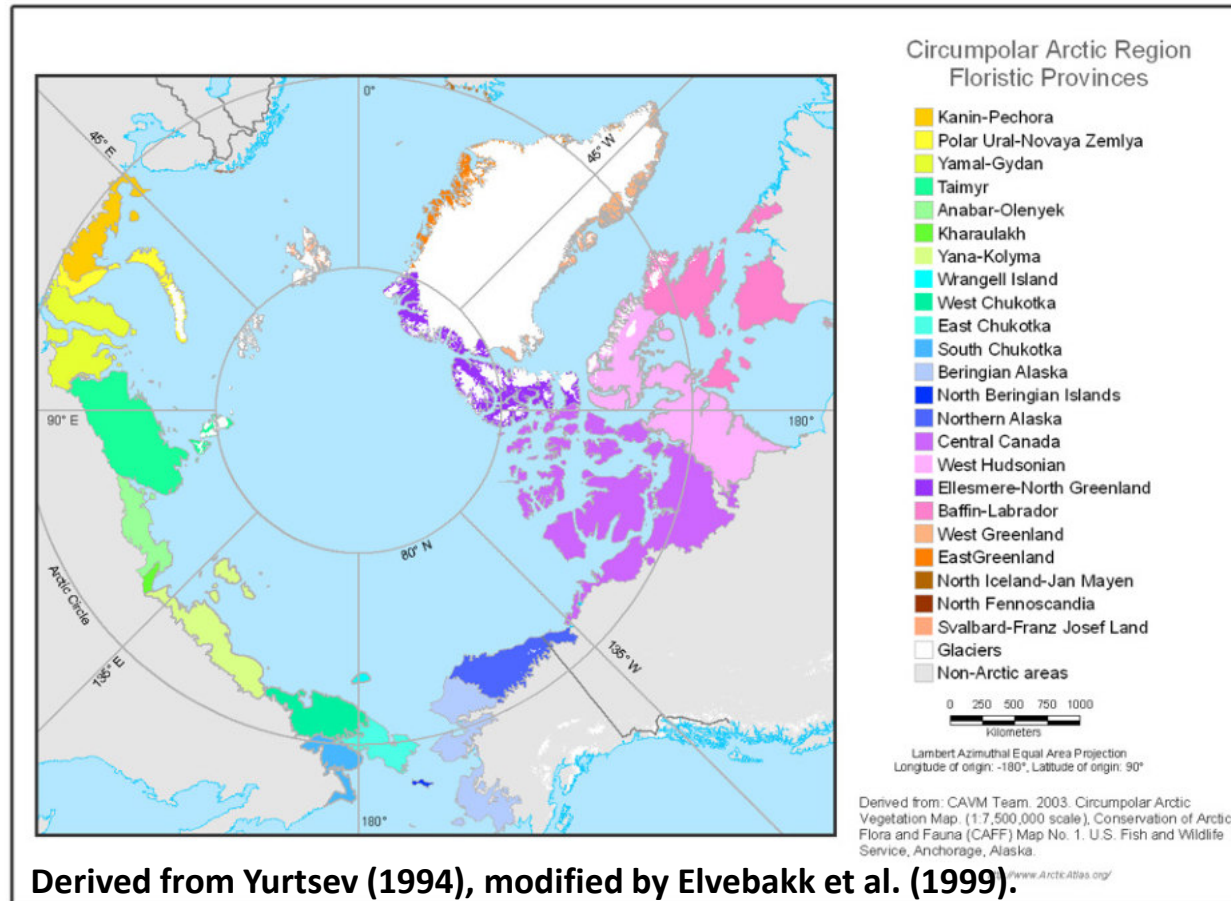 Circumpolar Arctic Region
Floristic Provinces
Kanin-Pechora
Polar Ural-Novaya Zemlya
Yamal-Gydan
Taimyr
Anabar-Olenyek
Kharaulakh
Yana-Kolyma
Wrangell Island
West Chukotka
East Chukotka
South Chukotka
Beringian Alaska
North Beringian Islands
Northern Alaska
Central Canada
West Hudsonian
Ellesmere-North Greenland
Baffin-Labrador
West Greenland
EastGreenland
North Iceland-Jan Mayen
North Fennoscandia
Svalbard-Franz Josef Land
Glaciers
Non-Arctic areas
0 250 500 750 1000
Kilometers
Lambert Azimuthal Equal Area Projection
Longitude of origin: -180°, Latitude of origin: 90°
Derived from: CAVM Team. 2003. Circumpolar Arctic
Vegetation Map. (1:7,500,000 scale), Conservation of Arctic
Flora and Fauna (CAFF) Map No. 1. U.S. Fish and Wildlife
Service, Anchorage, Alaska.
www.ArcticAtlas.org/
0°
45° E
45° W
90° E
180°
80° N
Arctic Circle
135° E
135° W
180°
Derived from Yurtsev (1994), modified by Elvebakk et al. (1999).